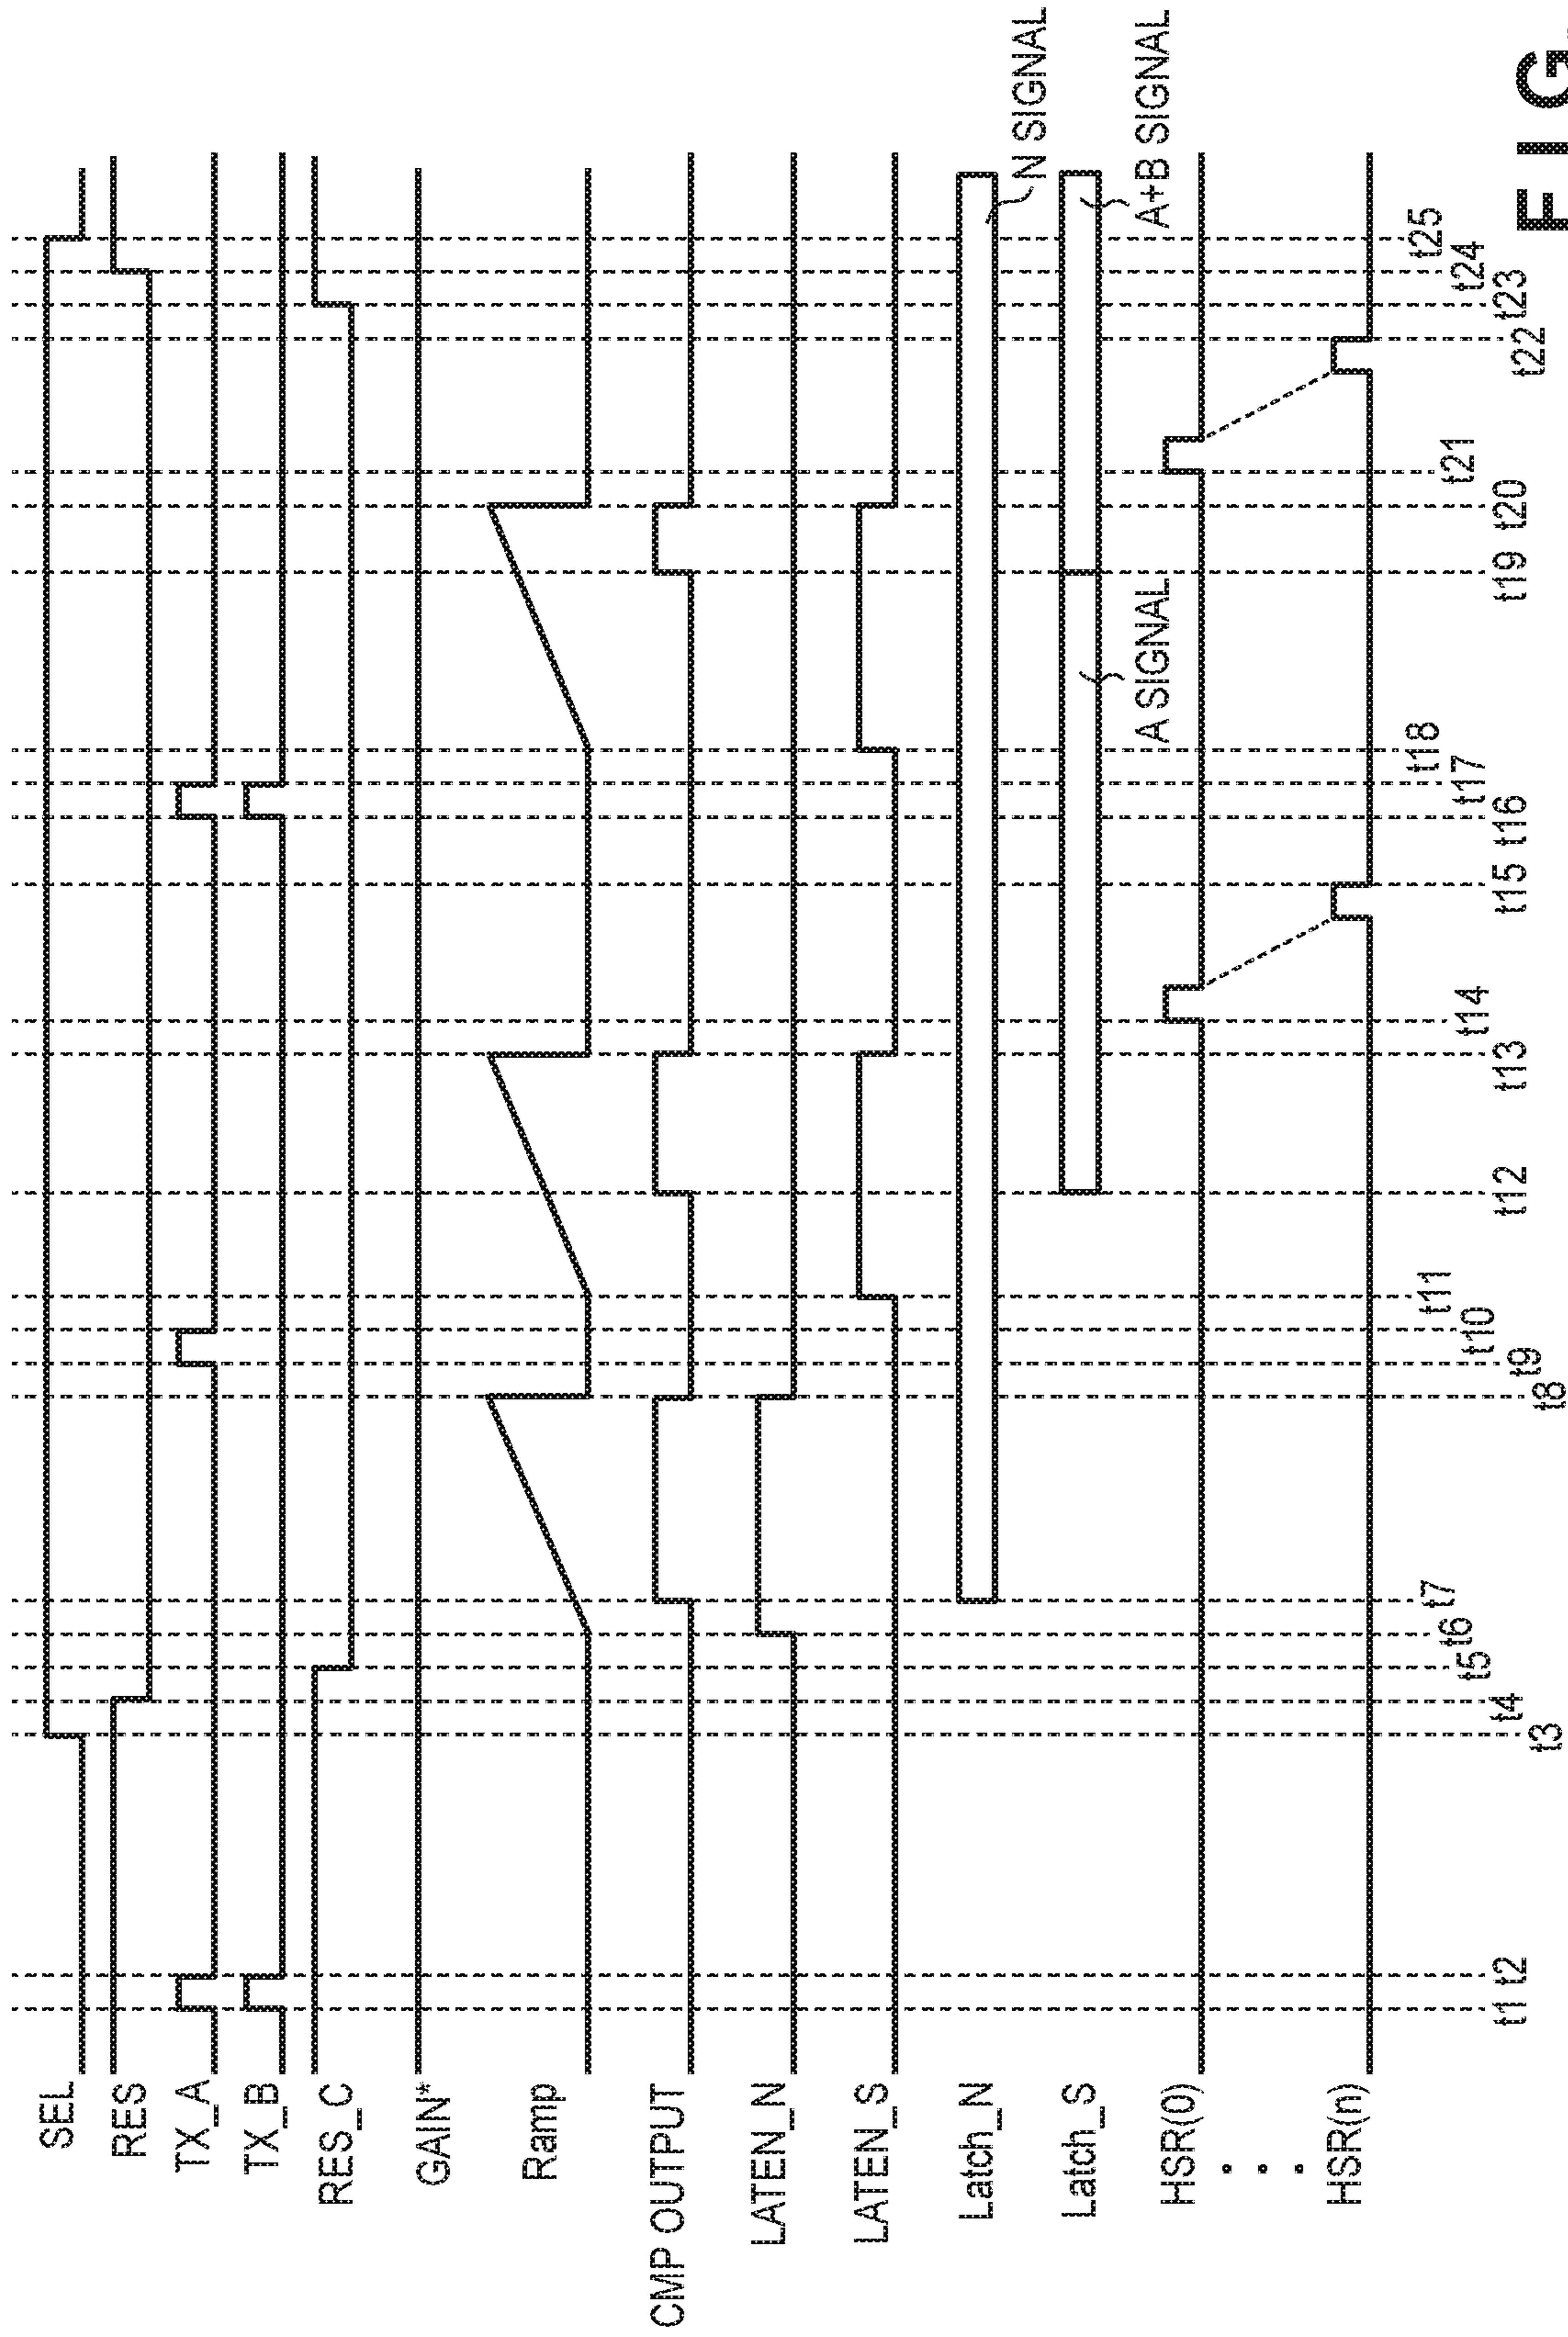 SEL
RES
TX_A
TX_B
RES_C
GAIN*
Ramp
CMP OUTPUT
LATEN_N
LATEN_S
Latch_N
N SIGNAL
Latch_S
A SIGNAL
A+B SIGNAL
HSR(0)
HSR(n)
t1
t2
t3
t4
t5
t6
t7
t8
t9
t10
t11
t12
t13
t14
t15
t16
t17
t18
t19
t20
t21
t22
t23
t24
t25
FIG.